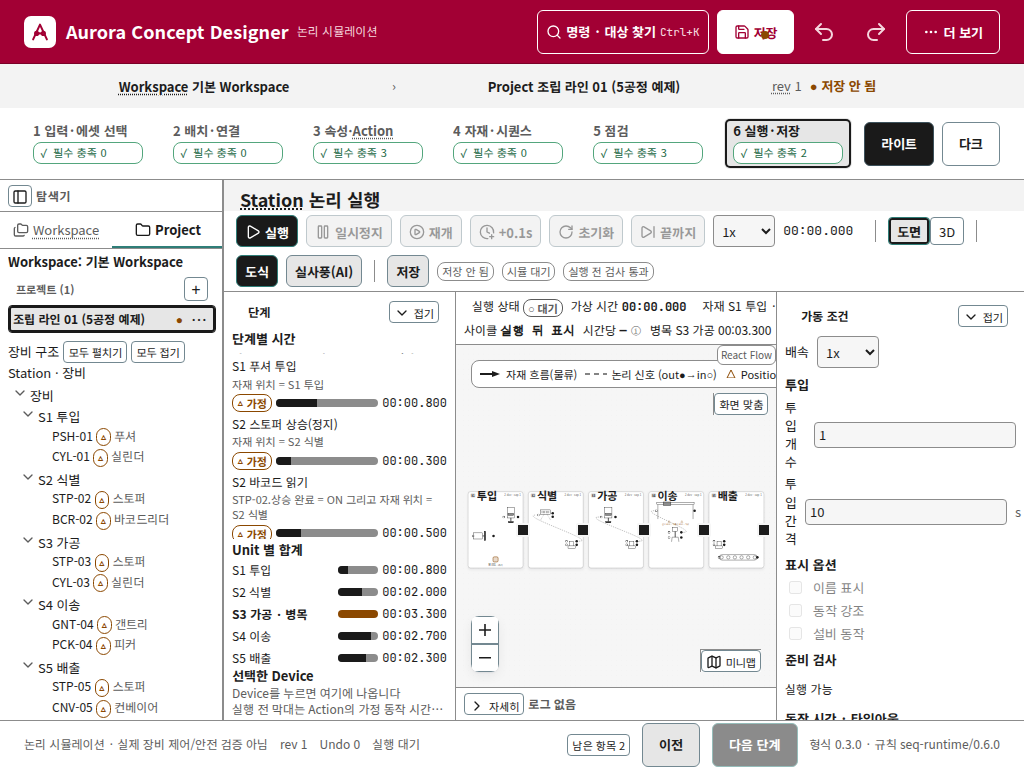 Aurora Concept Designer 논리 시뮬레이션 명령 · 대상 찾기 Ctrl+K 저장 ··· 더 보기
Workspace 기본 Workspace › Project 조립 라인 01 (5공정 예제) rev 1 ● 저장 안 됨
1 입력·에셋 선택 2 배치·연결 3 속성·Action 4 자재·시퀀스 5 점검 6 실행·저장 라이트 다크
√ 필수 충족 0 √ 필수 충족 0 √ 필수 충족 3 √ 필수 충족 0 √ 필수 충족 3 √ 필수 충족 2
탐색기
Workspace Project
Workspace: 기본 Workspace
프로젝트 (1) +
조립 라인 01 (5공정 예제) ● ···
장비 구조 모두 펼치기 모두 접기
Station · 장비
장비
S1 투입
PSH-01 푸셔
CYL-01 실린더
S2 식별
STP-02 스토퍼
BCR-02 바코드리더
S3 가공
STP-03 스토퍼
CYL-03 실린더
S4 이송
GNT-04 갠트리
PCK-04 피커
S5 배출
STP-05 스토퍼
CNV-05 컨베이어
Station 논리 실행
실행 일시정지 재개 +0.1s 초기화 끝까지 1x 00:00.000 도면 3D
도식 실사풍(AI) 저장 저장 안 됨 시뮬 대기 실행 전 검사 통과
단계 접기
단계별 시간
S1 푸셔 투입
자재 위치 = S1 투입
△ 가정 00:00.800
S2 스토퍼 상승(정지)
자재 위치 = S2 식별
△ 가정 00:00.300
S2 바코드 읽기
STP-02.상승 완료 = ON 그리고 자재 위치 =
S2 식별
△ 가정 00:00.500
Unit 별 합계
S1 투입 00:00.800
S2 식별 00:02.000
S3 가공 · 병목 00:03.300
S4 이송 00:02.700
S5 배출 00:02.300
선택한 Device
Device를 누르면 여기에 나옵니다
실행 전 막대는 Action의 가정 동작 시간…
실행 상태 ○ 대기 가상 시간 00:00.000 자재 S1 투입 ·
사이클 실행 뒤 표시 시간당 – ① 병목 S3 가공 00:03.300
React Flow
자재 흐름(물류) 논리 신호 (out●→in○) △ Positio
화면 맞춤
투입 식별 가공 이송 배출
+
−
미니맵
자세히 로그 없음
가동 조건 접기
배속 1x
투입
투입 개수 1
투입 간격 10 s
표시 옵션
이름 표시
동작 강조
설비 동작
준비 검사
실행 가능
동작 시간 · 타임아웃
논리 시뮬레이션 · 실제 장비 제어/안전 검증 아님 rev 1 Undo 0 실행 대기 남은 항목 2 이전 다음 단계 형식 0.3.0 · 규칙 seq-runtime/0.6.0